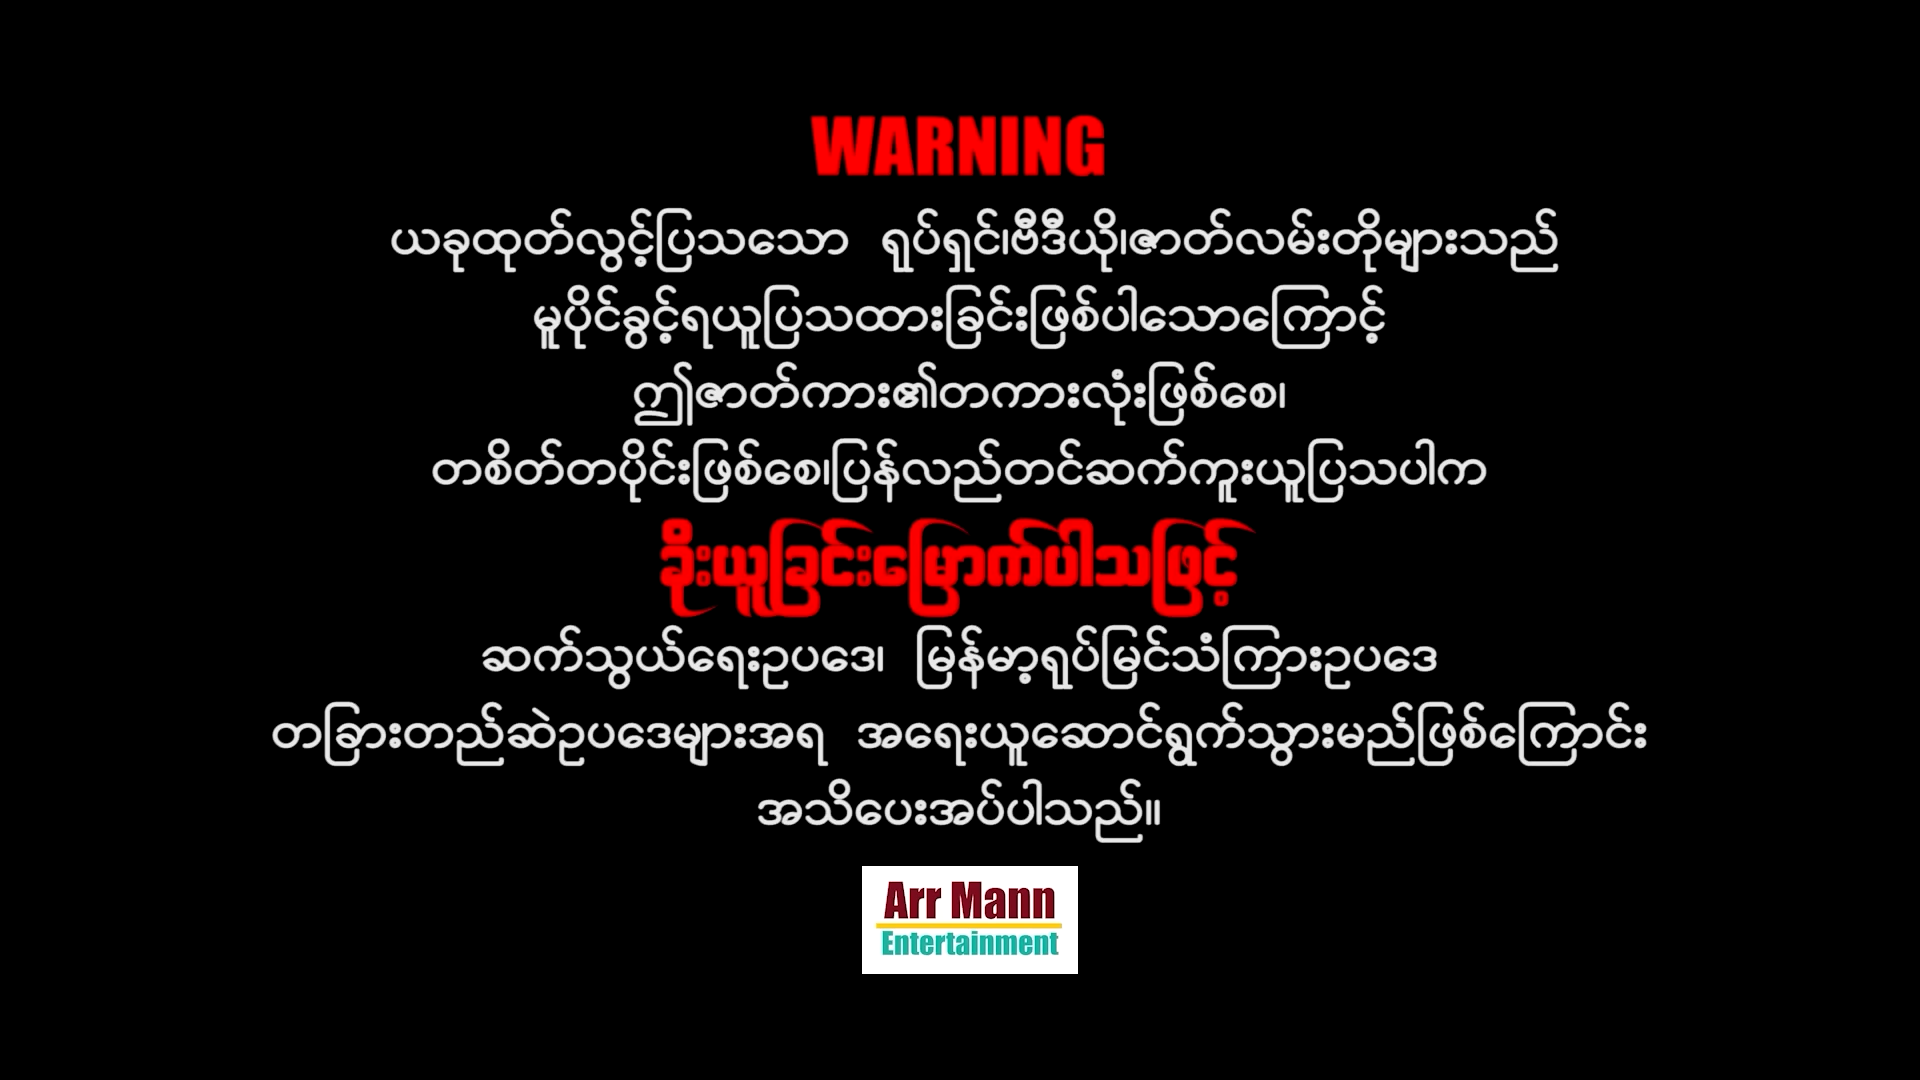 WARNING
ယခုထုတ်လွှင့်ပြသသော ရုပ်ရှင်၊ဗီဒီယို၊ဇာတ်လမ်းတိုများသည်
မူပိုင်ခွင့်ရယူပြသထားခြင်းဖြစ်ပါသောကြောင့်
ဤဇာတ်ကား၏တကားလုံးဖြစ်စေ၊
တစိတ်တပိုင်းဖြစ်စေ၊ပြန်လည်တင်ဆက်ကူးယူပြသပါက
ခိုးယူခြင်းမြောက်ပါသဖြင့်
ဆက်သွယ်ရေးဥပဒေ၊ မြန်မာ့ရုပ်မြင်သံကြားဥပဒေ
တခြားတည်ဆဲဥပဒေများအရ အရေးယူဆောင်ရွက်သွားမည်ဖြစ်ကြောင်း
အသိပေးအပ်ပါသည်။
Arr Mann
Entertainment